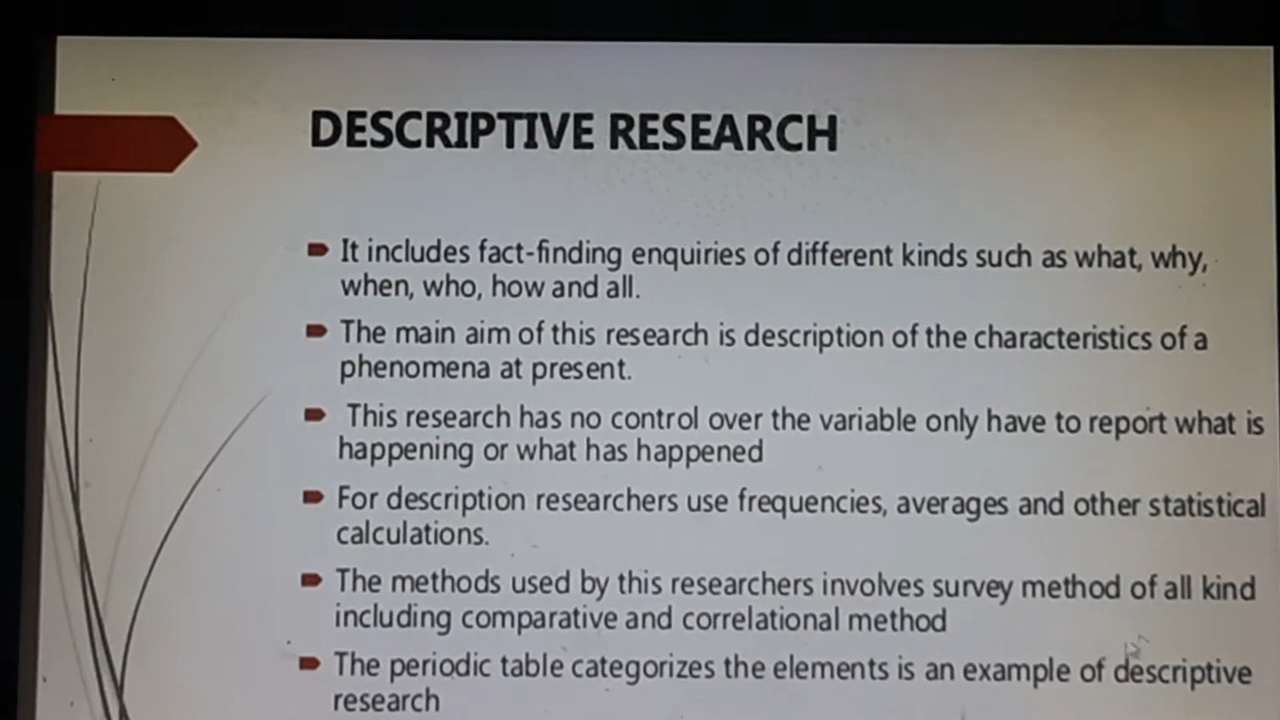 DESCRIPTIVE RESEARCH
It includes fact-finding enquiries of different kinds such as what, why,
when, who, how and all.
The main aim of this research is description of the characteristics of a
phenomena at present.
This research has no control over the variable only have to report what is
happening or what has happened
For description researchers use frequencies, averages and other statistical
calculations.
The methods used by this researchers involves survey method of all kind
including comparative and correlational method
The periodic table categorizes the elements is an example of descriptive
research